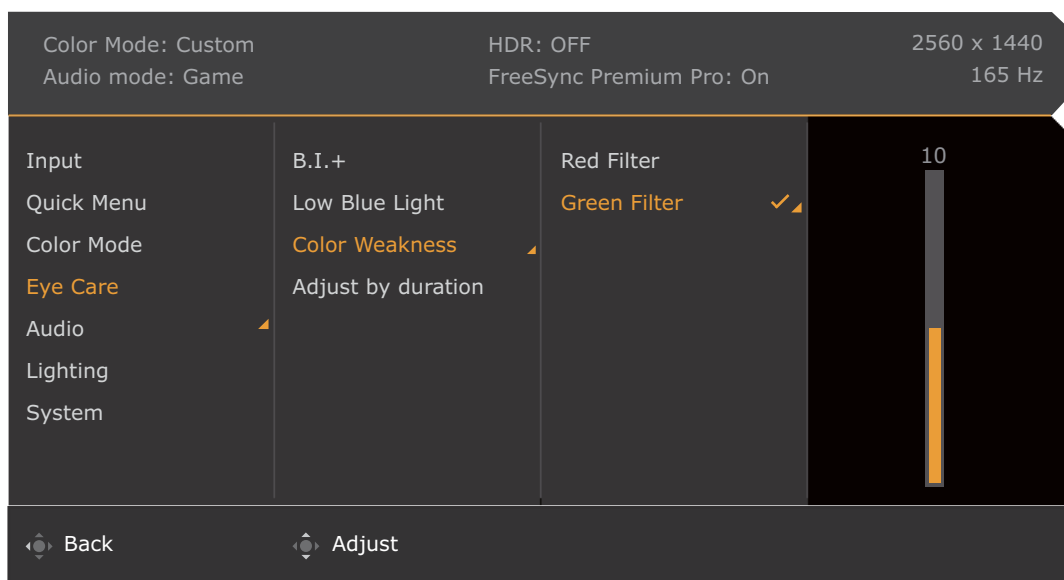 Color Mode: Custom
Audio mode: Game
HDR: OFF
FreeSync Premium Pro: On
2560 x 1440
165 Hz
Input
Quick Menu
Color Mode
Eye Care
Audio
Lighting
System
B.I.+
Low Blue Light
Color Weakness
Adjust by duration
Red Filter
Green Filter
10
Back
Adjust